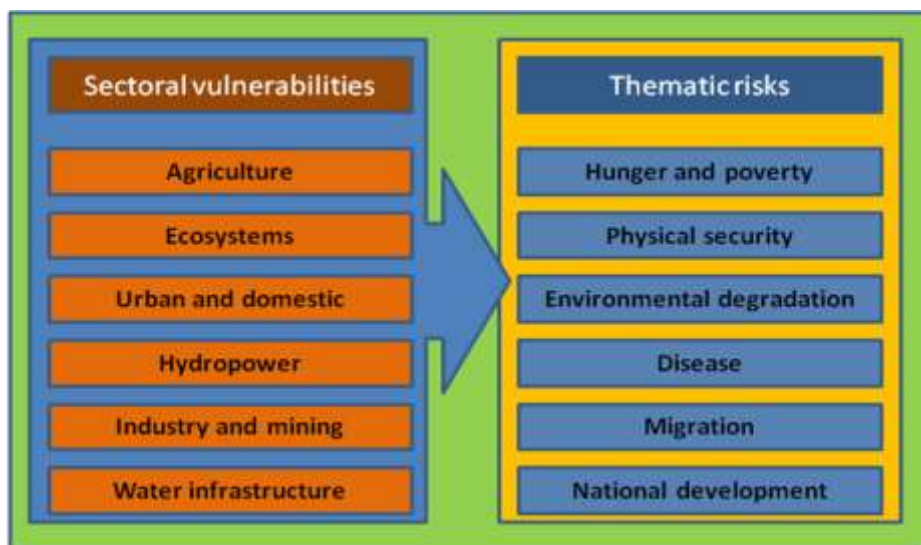 Sectoral vulnerabilities
Agriculture
Ecosystems
Urban and domestic
Hydropower
Industry and mining
Water infrastructure
Thematic risks
Hunger and poverty
Physical security
Environmental degradation
Disease
Migration
National development